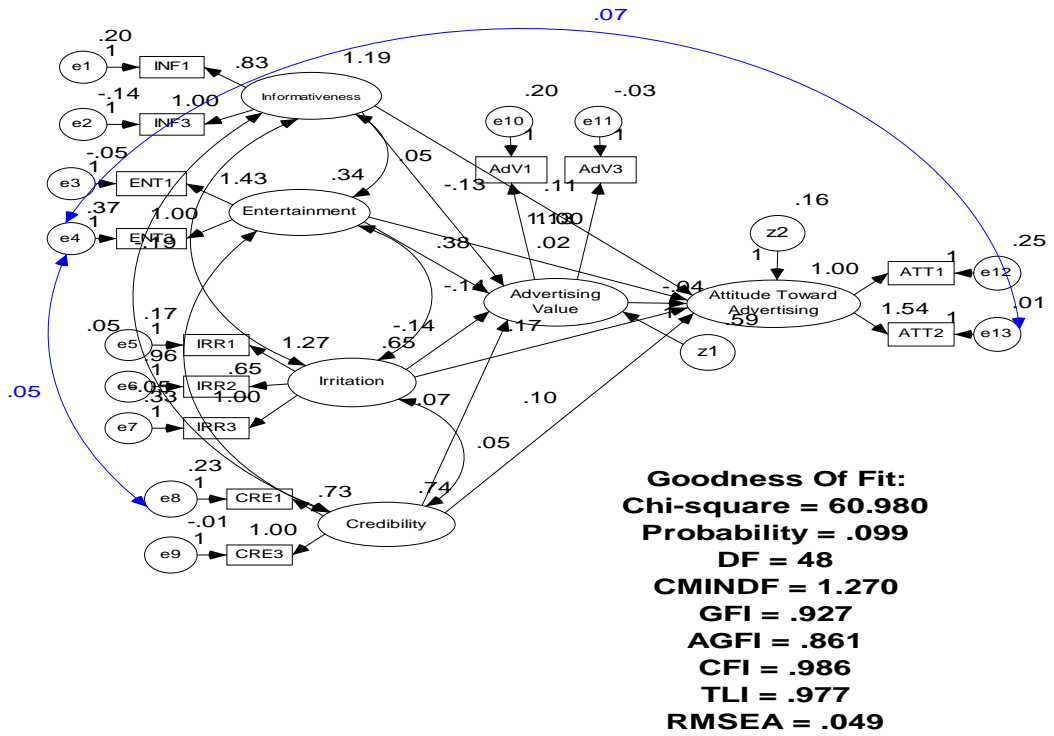 .07
.20
1
e1
INF1
.83
1.19
Informativeness
-.14
1
e2
INF3
1.00
.20
-.03
e10
e11
1
1
AdV1
AdV3
-.05
1
e3
ENT1
1.43
.34
.05
-.13
.11
Entertainment
.37
1
e4
ENT3
1.00
-.19
.38
.02
.16
z2
1
.25
1.00
ATT1
1
e12
Advertising
Value
Attitude Toward
Advertising
-.04
.59
1.54
ATT2
1
e13
.01
z1
-.14
.65
.17
.05
.17
1
e5
IRR1
1.27
.96
1
e6
IRR2
.65
Irritation
-.05
.33
1
e7
IRR3
1.00
.07
.10
.05
.05
.23
1
e8
CRE1
.73
.74
Credibility
-.01
1
e9
CRE3
1.00
Goodness Of Fit:
Chi-square = 60.980
Probability = .099
DF = 48
CMINDF = 1.270
GFI = .927
AGFI = .861
CFI = .986
TLI = .977
RMSEA = .049